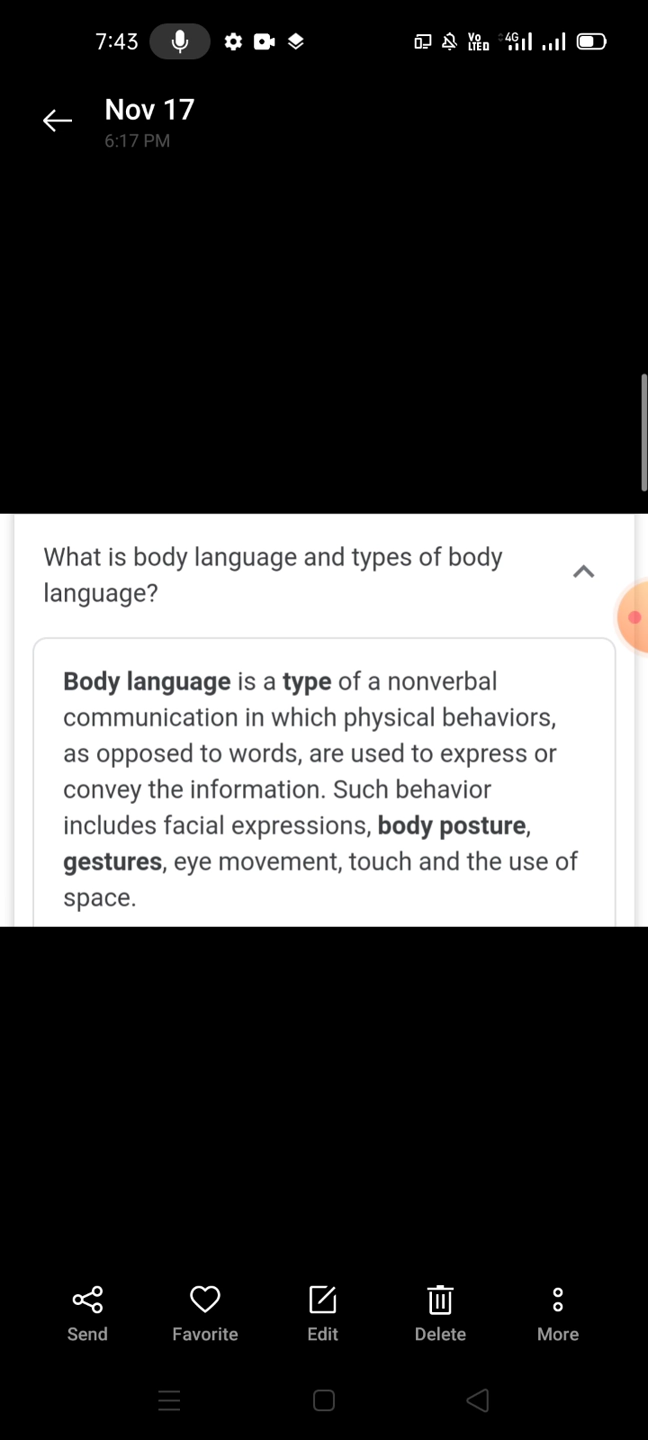 7:43
Vo
LTED
4G
Nov 17
6:17 PM
What is body language and types of body
language?
Body language is a type of a nonverbal
communication in which physical behaviors,
as opposed to words, are used to express or
convey the information. Such behavior
includes facial expressions, body posture,
gestures, eye movement, touch and the use of
space.
Send
Favorite
Edit
Delete
More